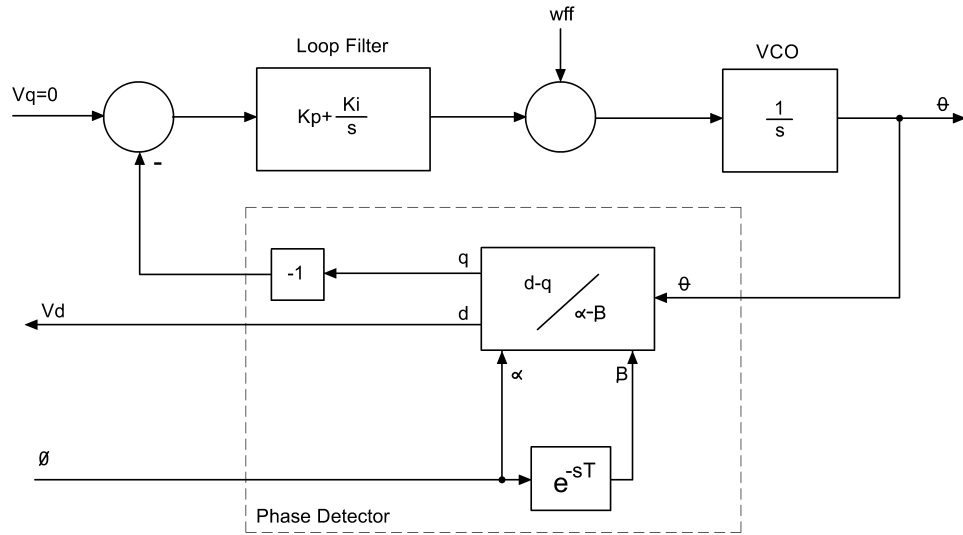 wff
Loop Filter
VCO
Vq=0
Kp+ Ki/s
1/s
θ
-
-1
q
d-q
∝-β
θ
Vd
d
∝
β
Ø
e^-sT
Phase Detector